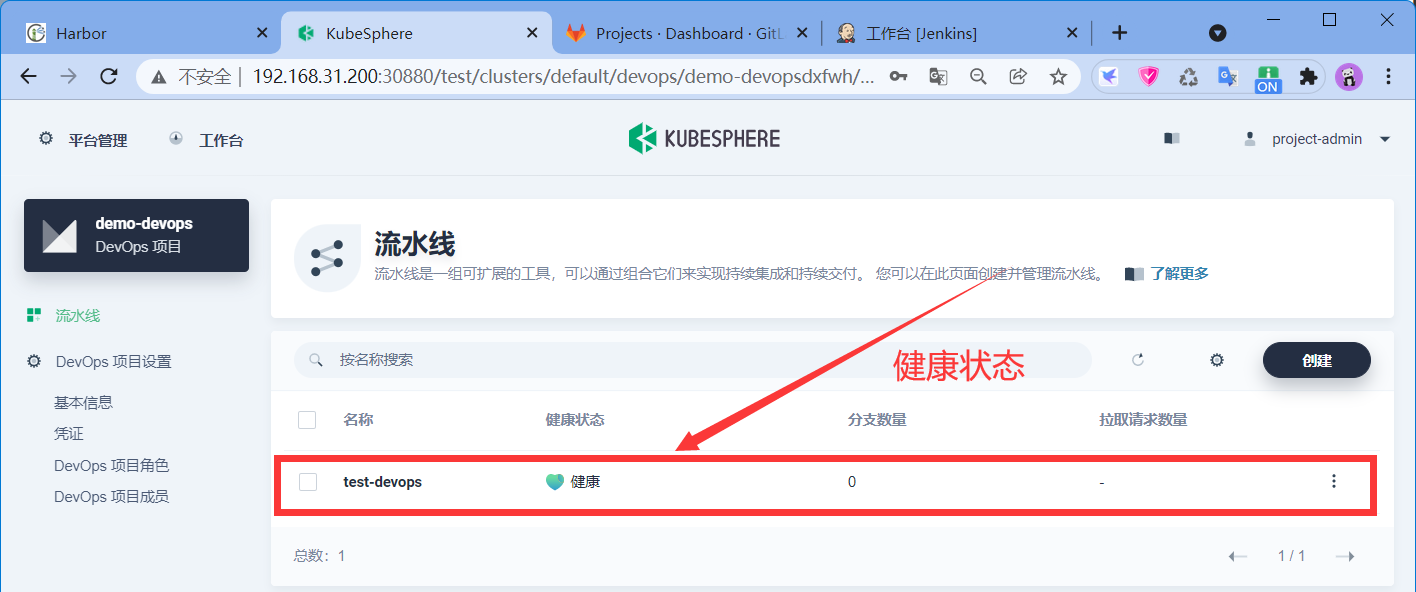 Harbor
KubeSphere
Projects · Dashboard · GitL
工作台 [Jenkins]
不安全
192.168.31.200:30880/test/clusters/default/devops/demo-devopsdxfwh/...
ON
平台管理
工作台
KUBESPHERE
project-admin
demo-devops
DevOps 项目
流水线
流水线是一组可扩展的工具，可以通过组合它们来实现持续集成和持续交付。 您可以在此页面创建并管理流水线。
了解更多
流水线
DevOps 项目设置
基本信息
凭证
DevOps 项目角色
DevOps 项目成员
按名称搜索
健康状态
创建
名称 健康状态 分支数量 拉取请求数量
test-devops 健康 0 -
总数：1
1 / 1